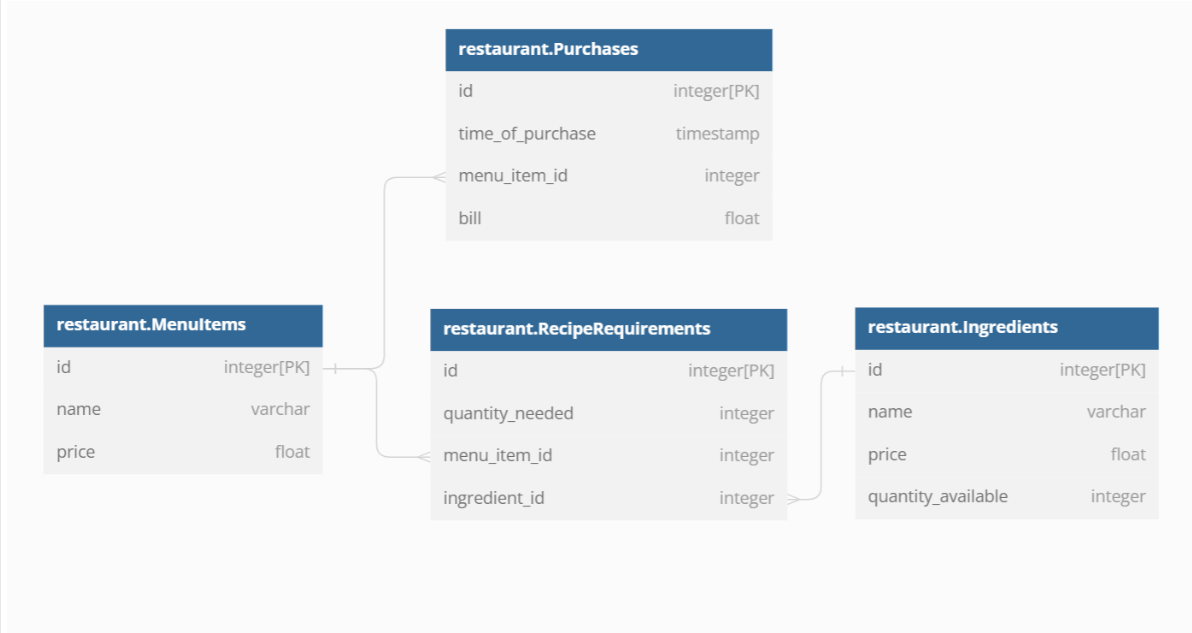 restaurant.Purchases
id integer[PK]
time_of_purchase timestamp
menu_item_id integer
bill float
restaurant.MenuItems
id integer[PK]
name varchar
price float
restaurant.RecipeRequirements
id integer[PK]
quantity_needed integer
menu_item_id integer
ingredient_id integer
restaurant.Ingredients
id integer[PK]
name varchar
price float
quantity_available integer